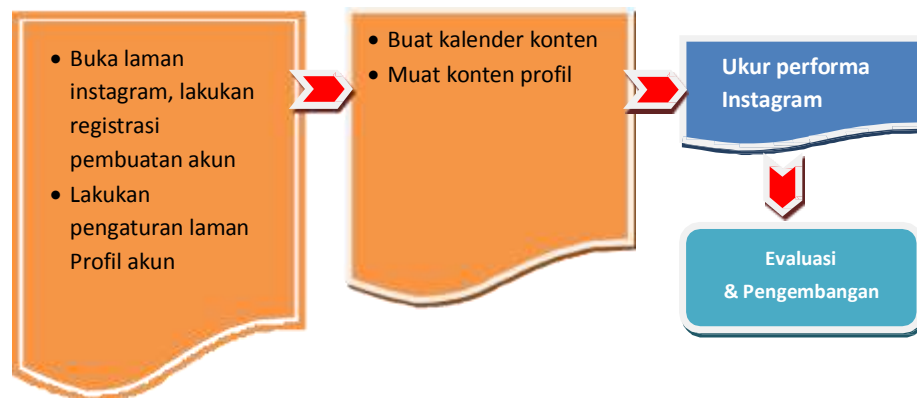 • Buka laman
instagram, lakukan
registrasi
pembuatan akun
• Lakukan
pengaturan laman
Profil akun
• Buat kalender konten
• Muat konten profil
Ukur performa
Instagram
Evaluasi
& Pengembangan